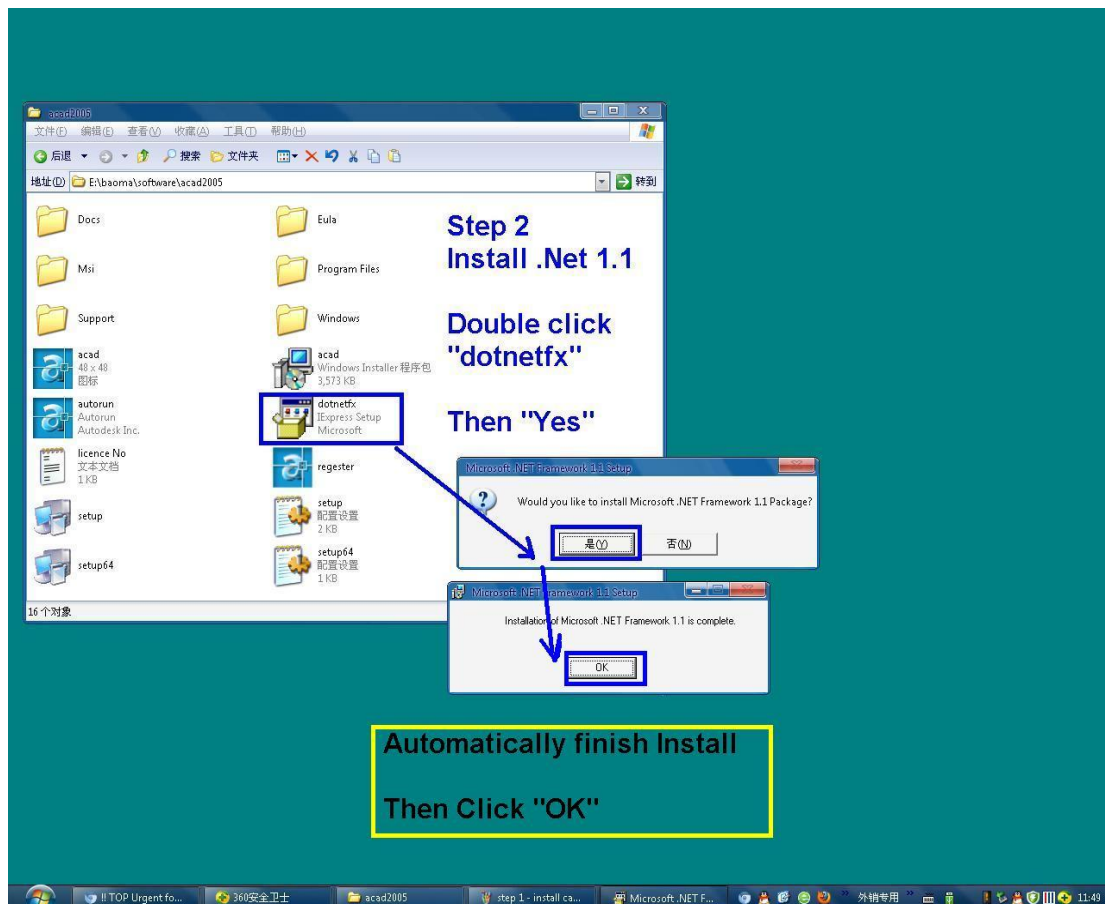 acad2005
文件(F) 编辑(E) 查看(V) 收藏(A) 工具(T) 帮助(H)
后退 搜索 文件夹
地址(D) E:\baoma\software\acad2005 转到
Docs
Eula
Msi
Program Files
Support
Windows
acad
48 x 48
图标
acad
Windows Installer 程序包
3,573 KB
autorun
Autorun
Autodesk Inc.
dotnetfx
IExpress Setup
Microsoft
licence No
文本文档
1 KB
regester
setup
setup
配置设置
2 KB
setup64
setup64
配置设置
1 KB
16 个对象
Step 2
Install .Net 1.1
Double click
"dotnetfx"
Then "Yes"
Microsoft .NET Framework 1.1 Setup
Would you like to install Microsoft .NET Framework 1.1 Package?
是(Y) 否(N)
Microsoft .NET Framework 1.1 Setup
Installation of Microsoft .NET Framework 1.1 is complete.
OK
Automatically finish Install
Then Click "OK"
!! TOP Urgent fo... 360安全卫士 acad2005 step 1 - install ca... Microsoft .NET F... 外销专用 11:49